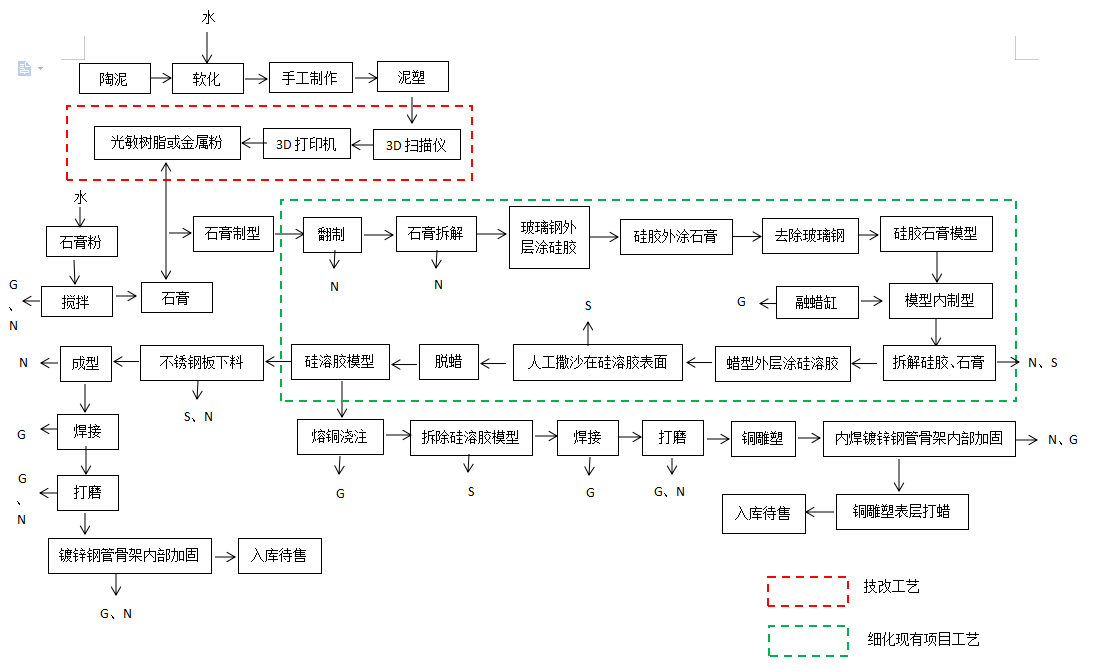 水
陶泥
软化
手工制作
泥塑
光敏树脂或金属粉
3D打印机
3D扫描仪
水
石膏粉
石膏制型
翻制
石膏拆解
玻璃钢外
层涂硅胶
硅胶外涂石膏
去除玻璃钢
硅胶石膏模型
N
N
G
、
N
搅拌
石膏
S
G
融蜡缸
模型内制型
N
成型
不锈钢板下料
硅溶胶模型
脱蜡
人工撒沙在硅溶胶表面
蜡型外层涂硅溶胶
拆解硅胶、石膏
N、S
S、N
G
焊接
熔铜浇注
拆除硅溶胶模型
焊接
打磨
铜雕塑
内焊镀锌钢管骨架内部加固
N、G
G
、
N
打磨
G
S
G
G、N
入库待售
铜雕塑表层打蜡
镀锌钢管骨架内部加固
入库待售
G、N
技改工艺
细化现有项目工艺